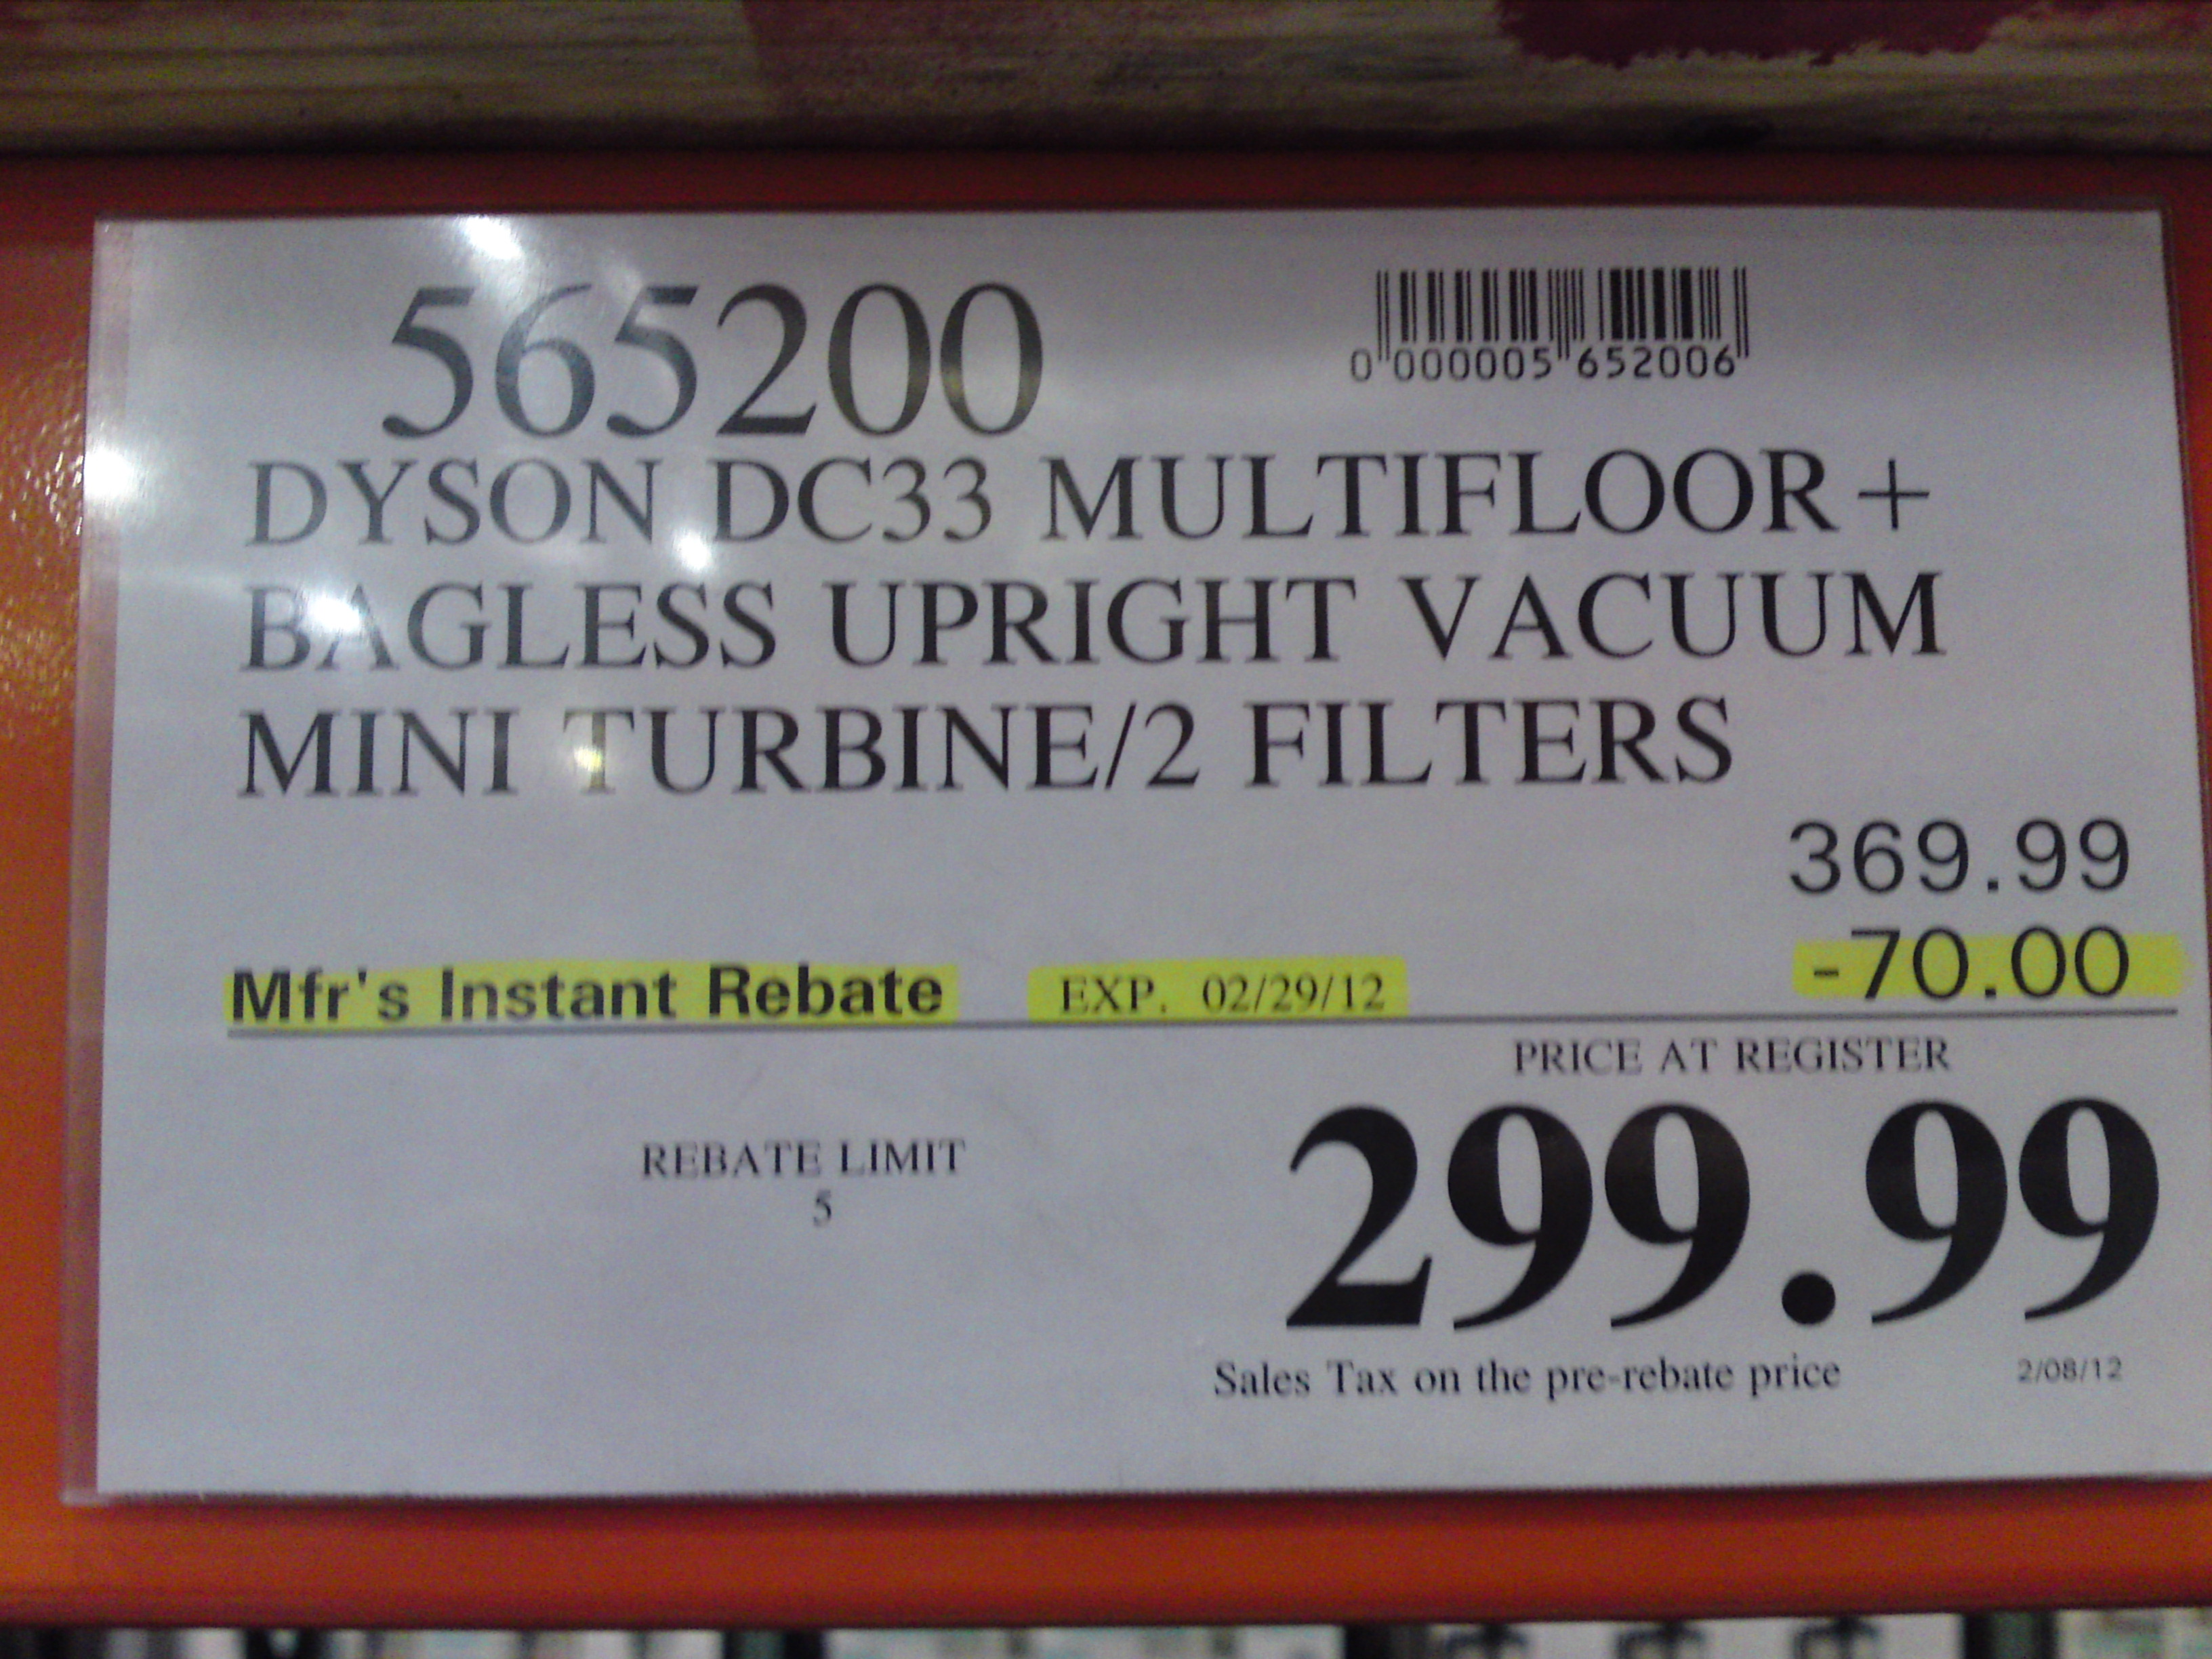 565200
0 000005 652006
DYSON DC33 MULTIFLOOR+
BAGLESS UPRIGHT VACUUM
MINI TURBINE/2 FILTERS
369.99
Mfr's Instant Rebate EXP. 02/29/12 -70.00
PRICE AT REGISTER
299.99
REBATE LIMIT
5
Sales Tax on the pre-rebate price 2/08/12